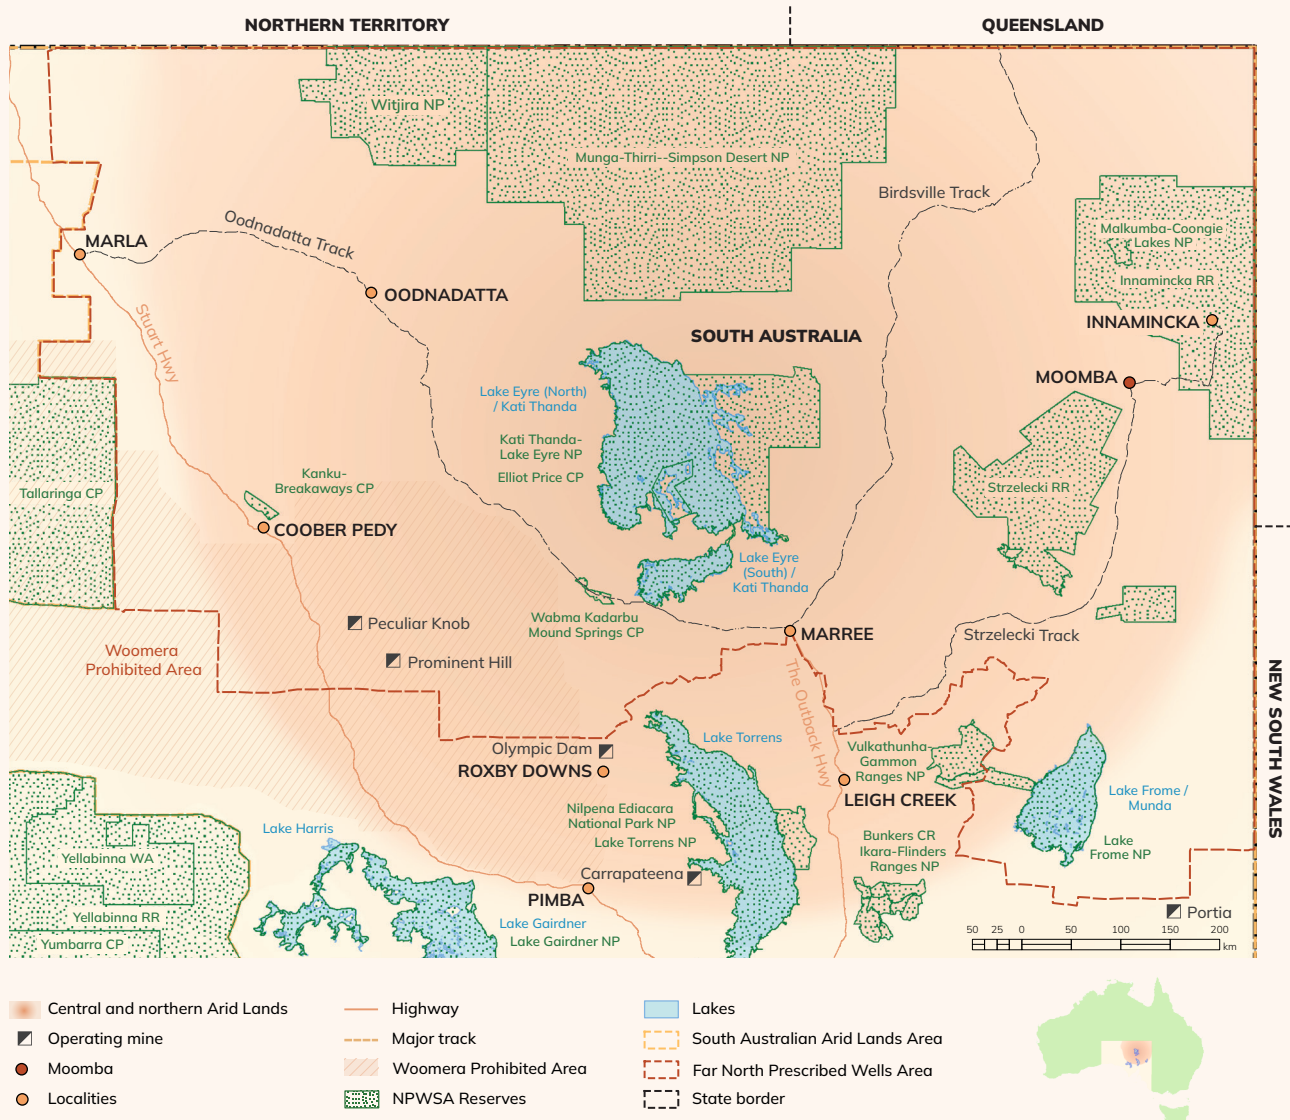 NORTHERN TERRITORY
QUEENSLAND
Witjira NP
Munga-Thirri--Simpson Desert NP
Birdsville Track
Malkumba-Coongie
Lakes NP
Innamincka RR
INNAMINCKA
MOOMBA
MARLA
Oodnadatta Track
OODNADATTA
SOUTH AUSTRALIA
Stuart Hwy
Lake Eyre (North)
/ Kati Thanda
Kati Thanda-
Lake Eyre NP
Elliot Price CP
Kanku-
Breakaways CP
Tallaringa CP
COOBER PEDY
Strzelecki RR
Lake Eyre
(South) /
Kati Thanda
Wabma Kadarbu
Mound Springs CP
Peculiar Knob
Prominent Hill
MARREE
Strzelecki Track
Woomera
Prohibited Area
The Outback Hwy
NEW SOUTH WALES
Olympic Dam
ROXBY DOWNS
Lake Torrens
Vulkathunha-
Gammon
Ranges NP
LEIGH CREEK
Lake Frome /
Munda
Lake
Frome NP
Nilpena Ediacara
National Park NP
Lake Torrens NP
Bunkers CR
Ikara-Flinders
Ranges NP
Carrapateena
Lake Harris
Yellabinna WA
Yellabinna RR
Yumbarra CP
PIMBA
Lake Gairdner
Lake Gairdner NP
Portia
50 25 0 50 100 150 200
km
Central and northern Arid Lands
Operating mine
Moomba
Localities
Highway
Major track
Woomera Prohibited Area
NPWSA Reserves
Lakes
South Australian Arid Lands Area
Far North Prescribed Wells Area
State border